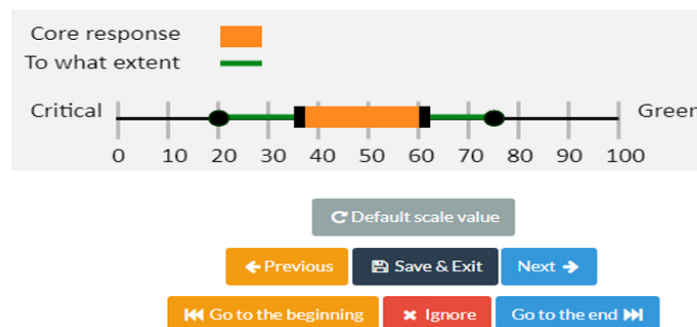 Core response
To what extent
Critical Green
0 10 20 30 40 50 60 70 80 90 100
Default scale value
Previous Save & Exit Next
Go to the beginning Ignore Go to the end